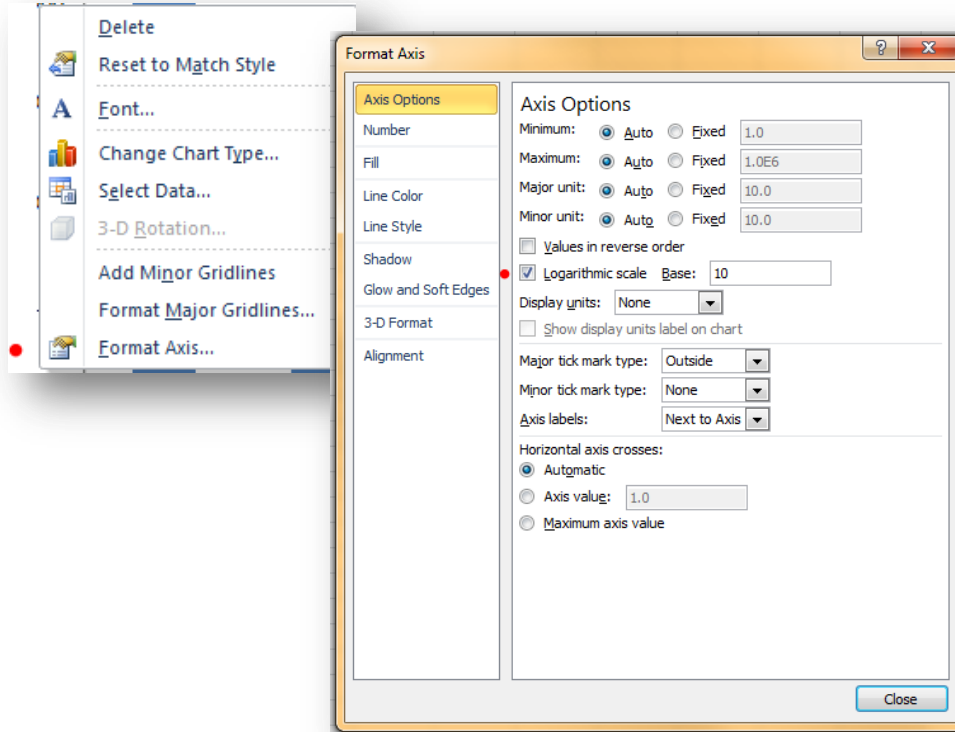 Delete
Reset to Match Style
Font...
Change Chart Type...
Select Data...
3-D Rotation...
Add Minor Gridlines
Format Major Gridlines...
Format Axis...
Format Axis
Axis Options
Number
Fill
Line Color
Line Style
Shadow
Glow and Soft Edges
3-D Format
Alignment
Axis Options
Minimum: Auto Fixed 1.0
Maximum: Auto Fixed 1.0E6
Major unit: Auto Fixed 10.0
Minor unit: Auto Fixed 10.0
Values in reverse order
Logarithmic scale Base: 10
Display units: None
Show display units label on chart
Major tick mark type: Outside
Minor tick mark type: None
Axis labels: Next to Axis
Horizontal axis crosses:
Automatic
Axis value: 1.0
Maximum axis value
Close